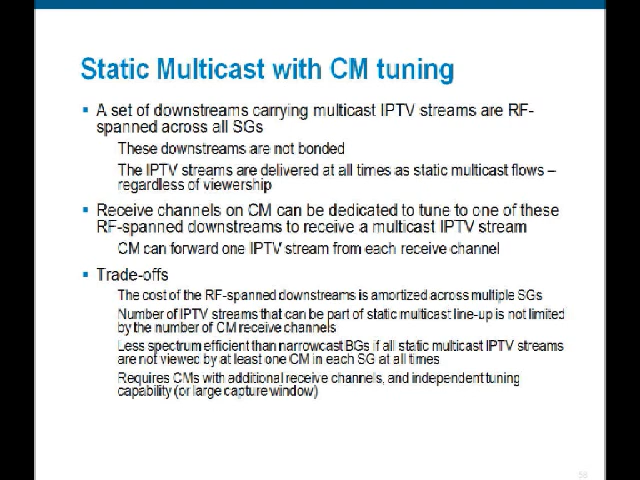 Static Multicast with CM tuning
A set of downstreams carrying multicast IPTV streams are RF-
spanned across all SGs
These downstreams are not bonded
The IPTV streams are delivered at all times as static multicast flows –
regardless of viewership
Receive channels on CM can be dedicated to tune to one of these
RF-spanned downstreams to receive a multicast IPTV stream
CM can forward one IPTV stream from each receive channel
Trade-offs
The cost of the RF-spanned downstreams is amortized across multiple SGs
Number of IPTV streams that can be part of static multicast line-up is not limited
by the number of CM receive channels
Less spectrum efficient than narrowcast BGs if all static multicast IPTV streams
are not viewed by at least one CM in each SG at all times
Requires CMs with additional receive channels, and independent tuning
capability (or large capture window)